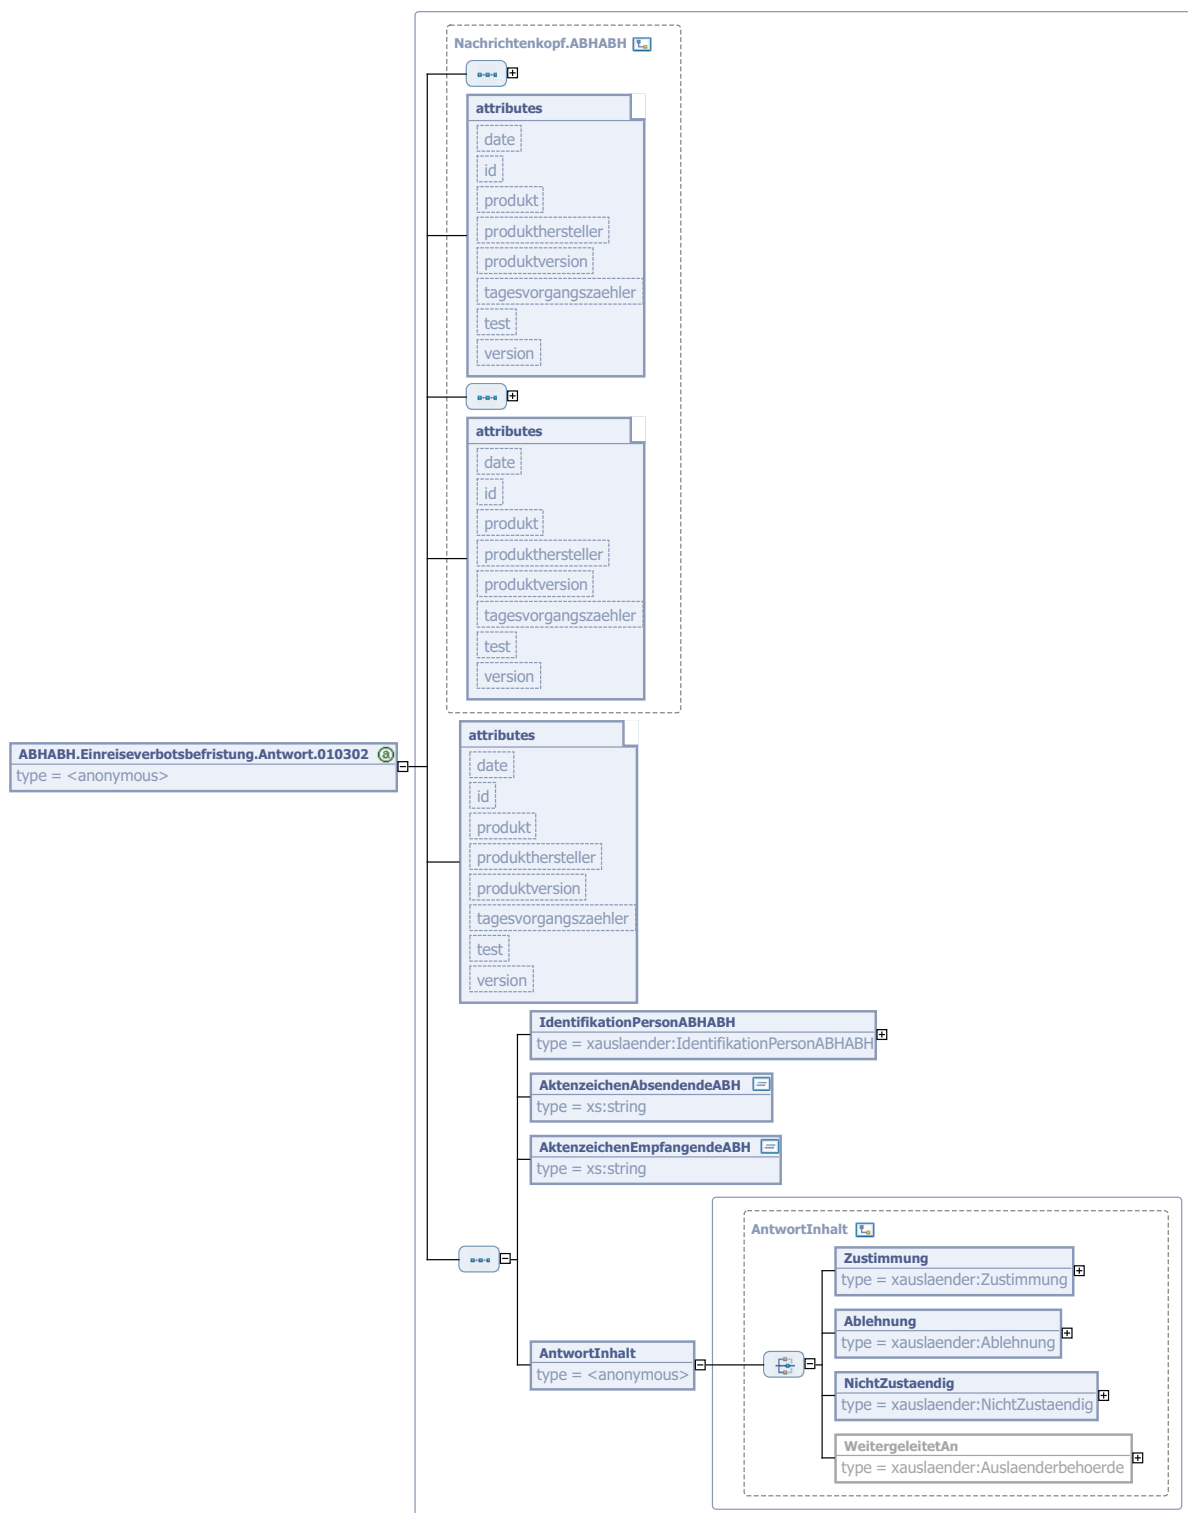 Nachrichtenkopf.ABHABH
attributes
date
id
produkt
produkthersteller
produktversion
tagesvorgangszaehler
test
version
attributes
date
id
produkt
produkthersteller
produktversion
tagesvorgangszaehler
test
version
ABHABH.Einreiseverbotsbefristung.Antwort.010302 @
type = <anonymous>
attributes
date
id
produkt
produkthersteller
produktversion
tagesvorgangszaehler
test
version
IdentifikationPersonABHABH
type = xauslaender:IdentifikationPersonABHABH
AktenzeichenAbsendendeABH
type = xs:string
AktenzeichenEmpfangendeABH
type = xs:string
AntwortInhalt
type = <anonymous>
AntwortInhalt
Zustimmung
type = xauslaender:Zustimmung
Ablehnung
type = xauslaender:Ablehnung
NichtZustaendig
type = xauslaender:NichtZustaendig
WeitergeleitetAn
type = xauslaender:Auslaenderbehoerde